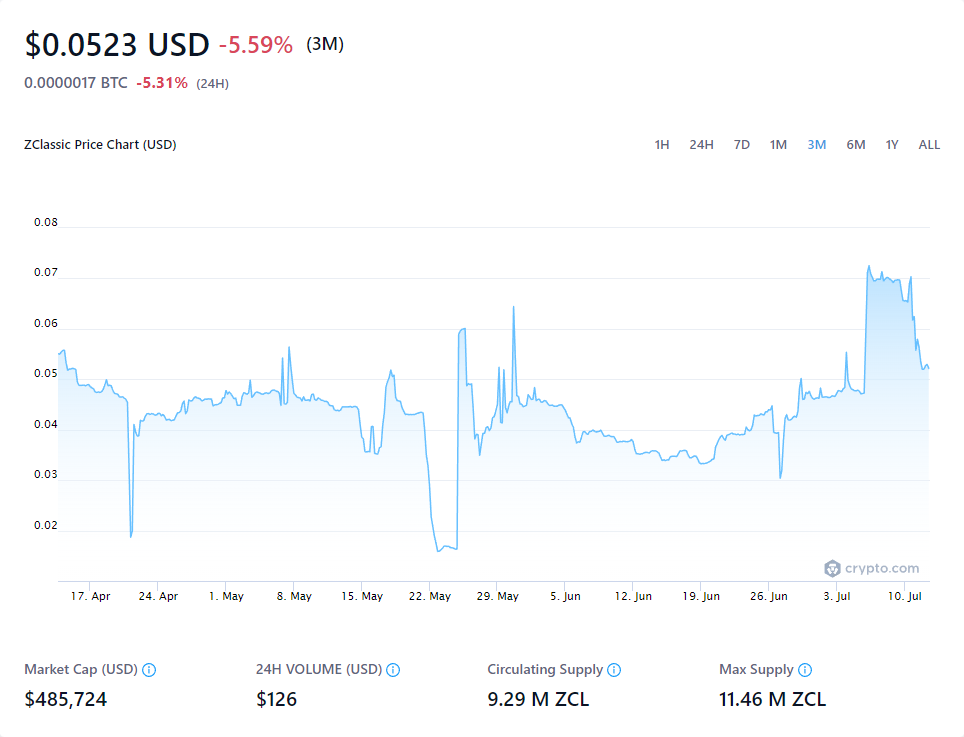 $0.0523 USD -5.59% (3M)
0.0000017 BTC -5.31% (24H)
ZClassic Price Chart (USD) 1H 24H 7D 1M 3M 6M 1Y ALL
0.08
0.07
0.06
0.05
0.04
0.03
0.02
crypto.com
17. Apr 24. Apr 1. May 8. May 15. May 22. May 29. May 5. Jun 12. Jun 19. Jun 26. Jun 3. Jul 10. Jul
Market Cap (USD) 24H VOLUME (USD) Circulating Supply Max Supply
$485,724 $126 9.29 M ZCL 11.46 M ZCL